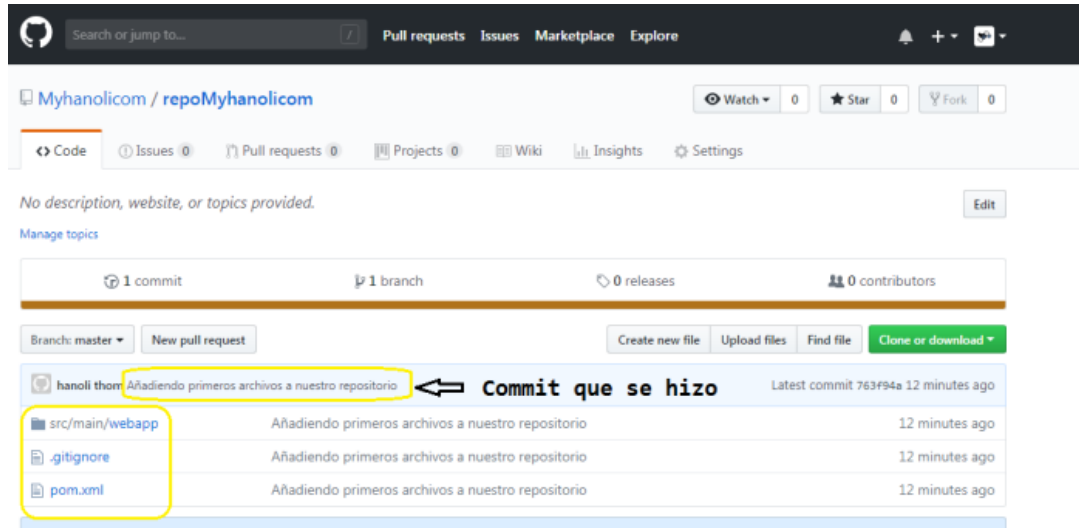 Search or jump to... /
Pull requests Issues Marketplace Explore
Myhanolicom / repoMyhanolicom
Watch 0 Star 0 Fork 0
Code Issues 0 Pull requests 0 Projects 0 Wiki Insights Settings
No description, website, or topics provided.
Edit
Manage topics
1 commit 1 branch 0 releases 0 contributors
Branch: master New pull request Create new file Upload files Find file Clone or download
hanoli thom Añadiendo primeros archivos a nuestro repositorio Commit que se hizo Latest commit 763f94a 12 minutes ago
src/main/webapp Añadiendo primeros archivos a nuestro repositorio 12 minutes ago
.gitignore Añadiendo primeros archivos a nuestro repositorio 12 minutes ago
pom.xml Añadiendo primeros archivos a nuestro repositorio 12 minutes ago